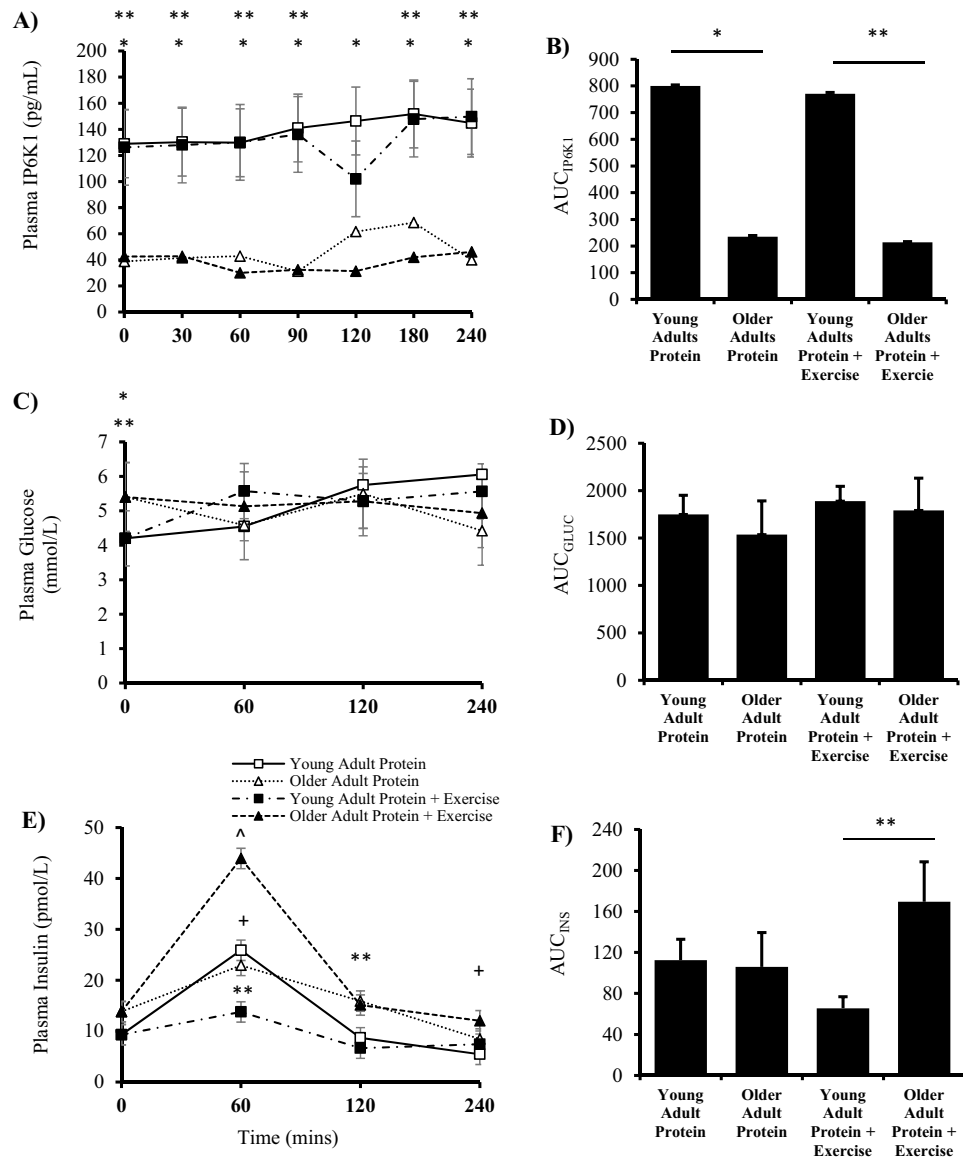 A)
** ** ** ** ** **
* * * * * * *
Plasma IP6K1 (pg/mL)
200
180
160
140
120
100
80
60
40
20
0
0 30 60 90 120 180 240
B)
* **
AUC_IP6K1
900
800
700
600
500
400
300
200
100
0
Young Adults Protein
Older Adults Protein
Young Adults Protein + Exercise
Older Adults Protein + Exercie
C)
*
**
Plasma Glucose
(mmol/L)
7
6
5
4
3
2
1
0
0 60 120 240
D)
AUC_GLUC
2500
2000
1500
1000
500
0
Young Adult Protein
Older Adult Protein
Young Adult Protein + Exercise
Older Adult Protein + Exercise
Young Adult Protein
Older Adult Protein
Young Adult Protein + Exercise
Older Adult Protein + Exercise
E)
Plasma Insulin (pmol/L)
50
40
30
20
10
0
^
+
**
**
+
0 60 120 240
Time (mins)
F)
**
AUC_INS
240
200
160
120
80
40
0
Young Adult Protein
Older Adult Protein
Young Adult Protein + Exercise
Older Adult Protein + Exercise